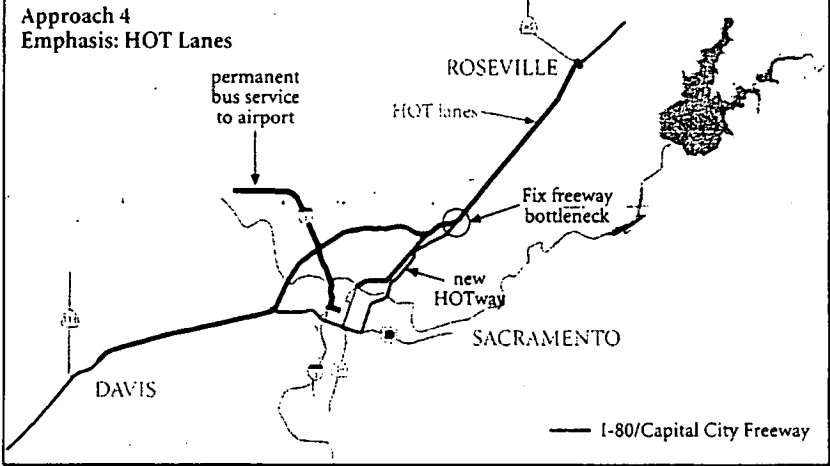 Approach 4
Emphasis: HOT Lanes
permanent
bus service
to airport
ROSEVILLE
HOT lanes
Fix freeway
bottleneck
new
HOTway
SACRAMENTO
DAVIS
I-80/Capital City Freeway